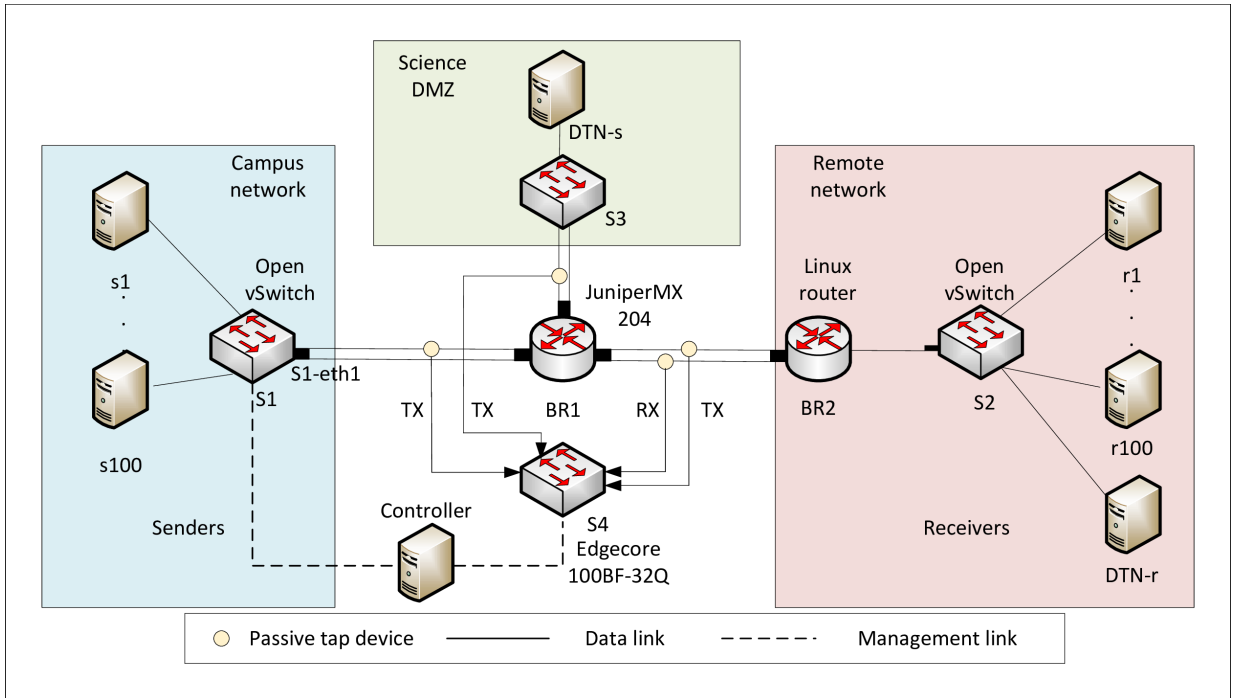 Science
DMZ
DTN-s
S3
Campus
network
s1
.
.
.
s100
Open
vSwitch
S1-eth1
S1
Senders
JuniperMX
204
BR1
TX
TX
RX
TX
S4
Edgecore
100BF-32Q
Controller
Remote
network
Linux
router
BR2
Open
vSwitch
S2
r1
.
.
.
r100
DTN-r
Receivers
Passive tap device
Data link
Management link